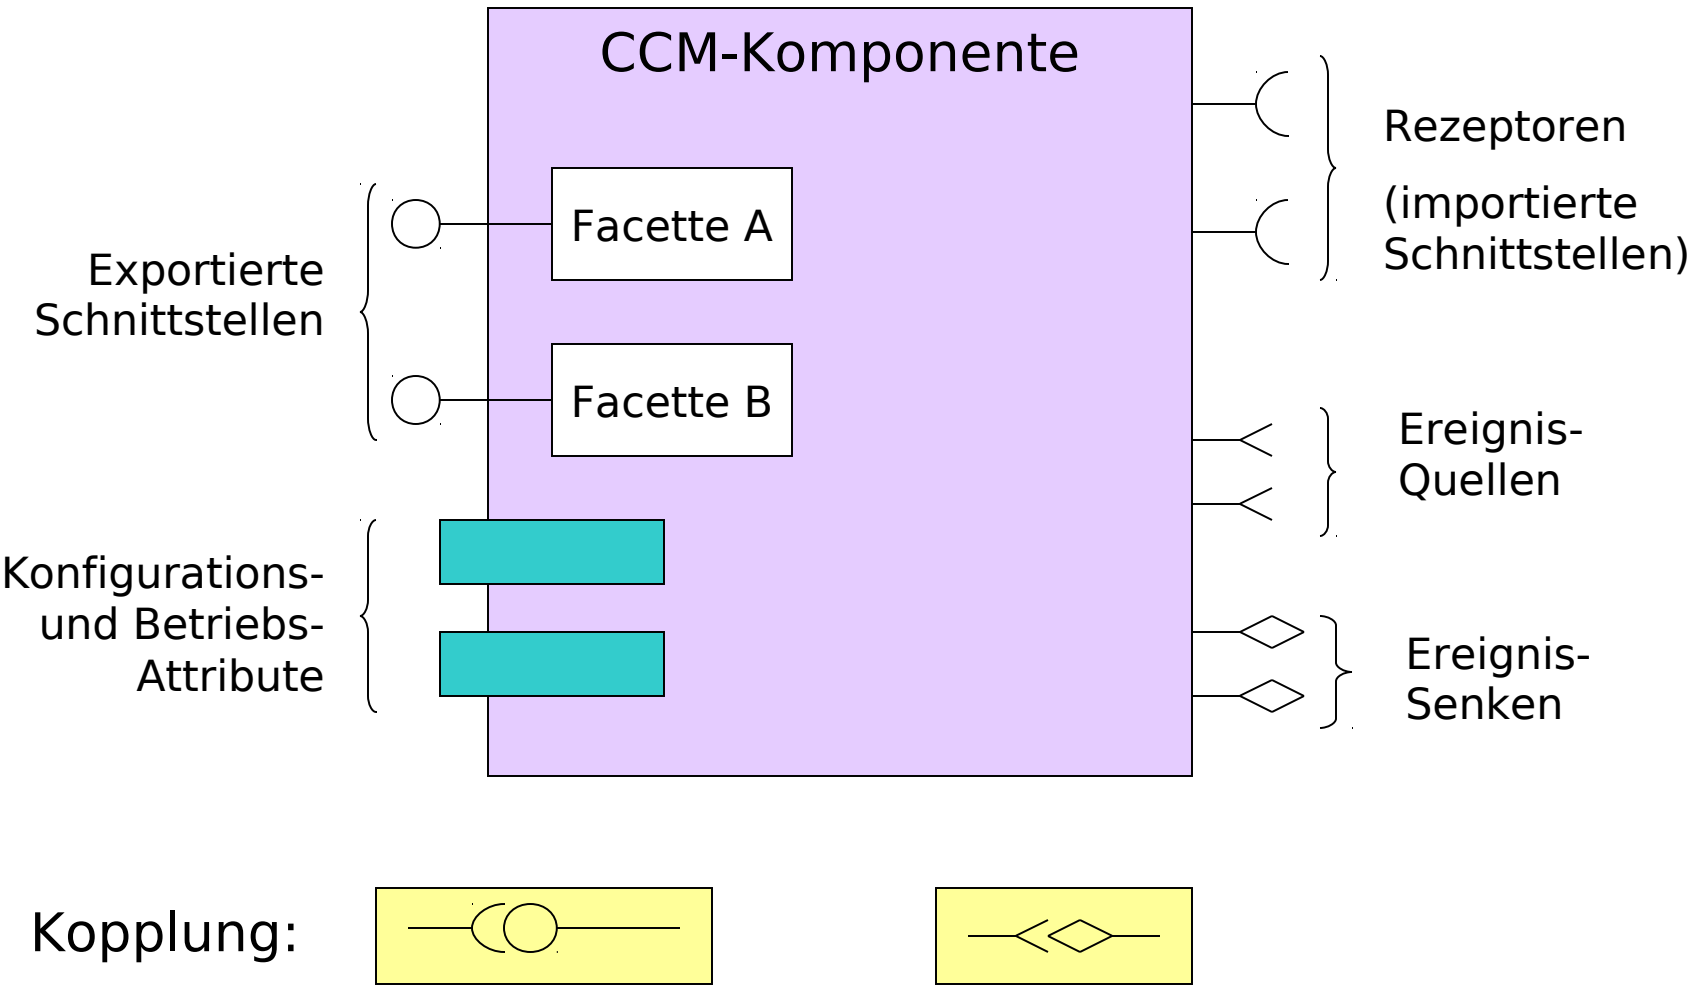 CCM-Komponente
Facette A
Facette B
Exportierte
Schnittstellen
Konfigurations-
und Betriebs-
Attribute
Rezeptoren
(importierte
Schnittstellen)
Ereignis-
Quellen
Ereignis-
Senken
Kopplung: